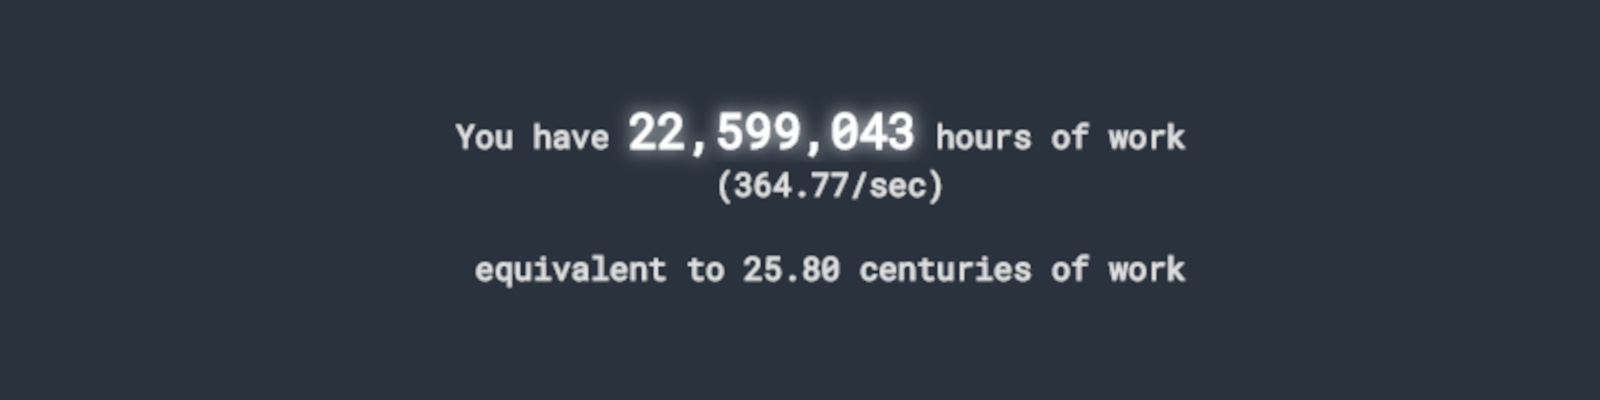 You have 22,599,043 hours of work
(364.77/sec)
equivalent to 25.80 centuries of work